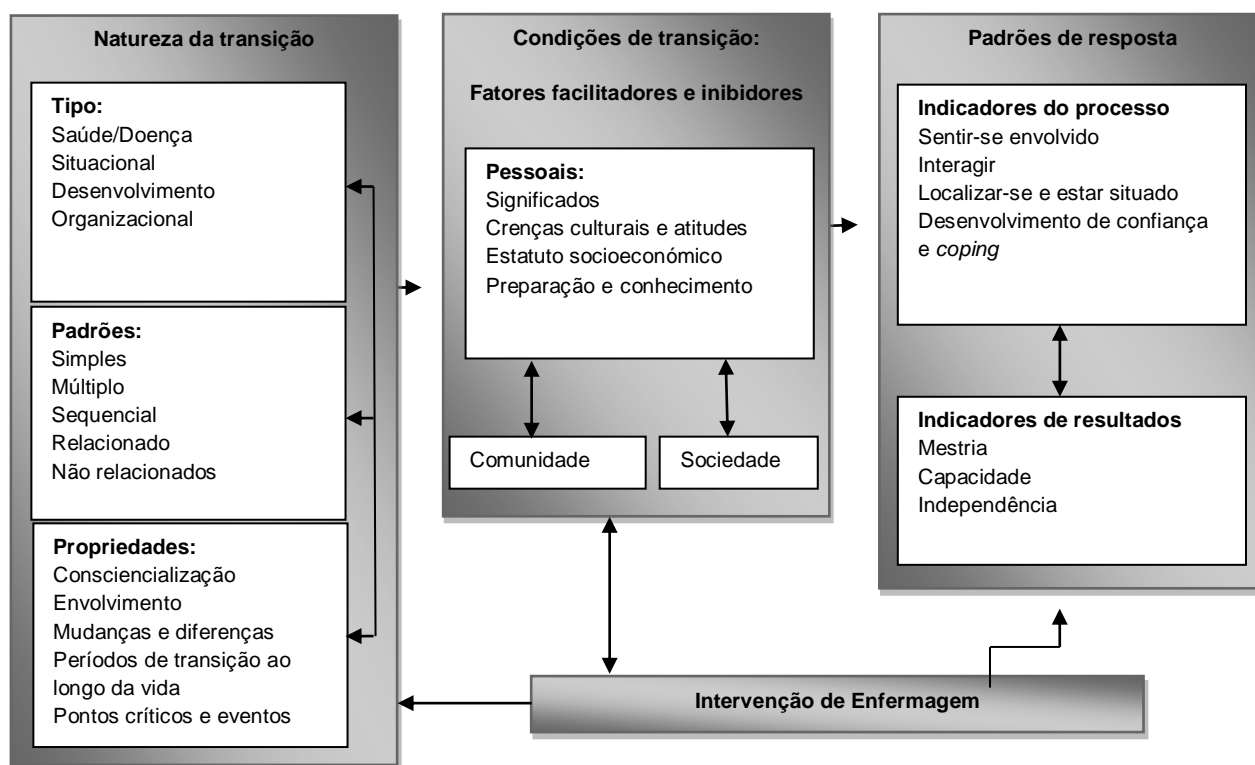 Natureza da transição
Tipo:
Saúde/Doença
Situacional
Desenvolvimento
Organizacional
Padrões:
Simples
Múltiplo
Sequencial
Relacionado
Não relacionados
Propriedades:
Consciencialização
Envolvimento
Mudanças e diferenças
Períodos de transição ao
longo da vida
Pontos críticos e eventos
Condições de transição:
Fatores facilitadores e inibidores
Pessoais:
Significados
Crenças culturais e atitudes
Estatuto socioeconómico
Preparação e conhecimento
Comunidade
Sociedade
Padrões de resposta
Indicadores do processo
Sentir-se envolvido
Interagir
Localizar-se e estar situado
Desenvolvimento de confiança
e coping
Indicadores de resultados
Mestria
Capacidade
Independência
Intervenção de Enfermagem